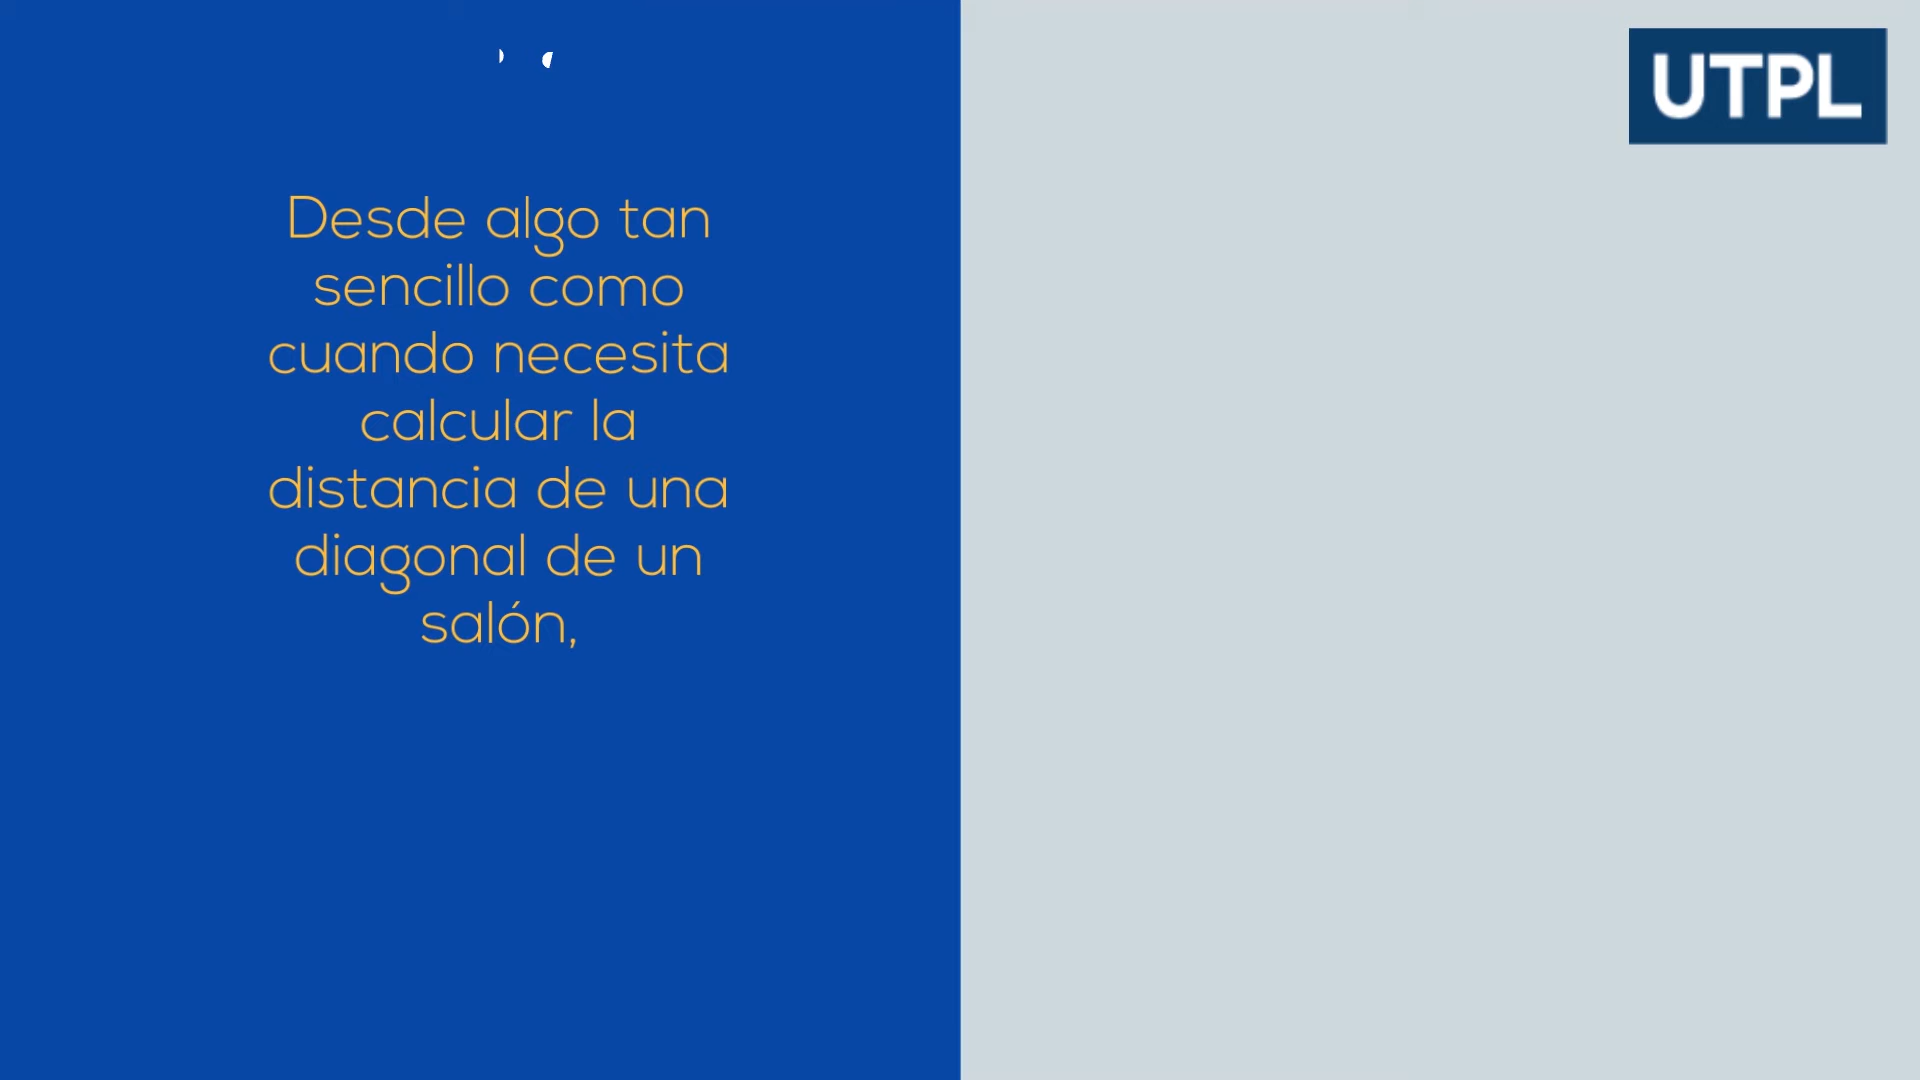 Desde algo tan
sencillo como
cuando necesita
calcular la
distancia de una
diagonal de un
salón,
UTPL